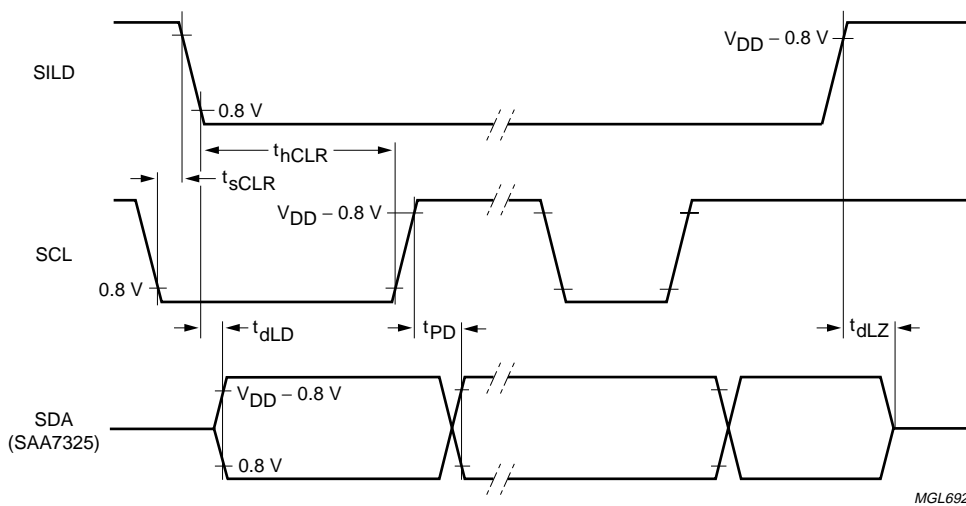 V_DD – 0.8 V
SILD
0.8 V
t_hCLR
t_sCLR
V_DD – 0.8 V
SCL
0.8 V
t_dLD
t_PD
t_dLZ
V_DD – 0.8 V
SDA
(SAA7325)
0.8 V
MGL692